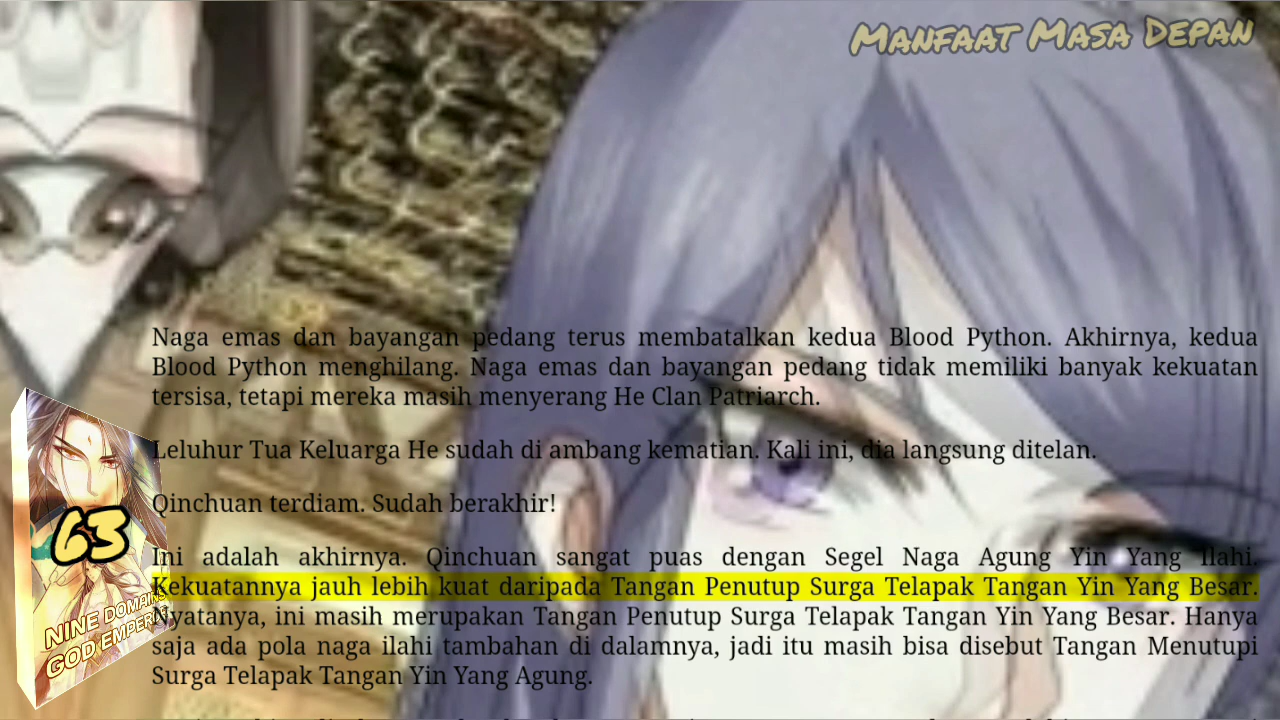 Manfaat Masa Depan
Naga emas dan bayangan pedang terus membatalkan kedua Blood Python. Akhirnya, kedua
Blood Python menghilang. Naga emas dan bayangan pedang tidak memiliki banyak kekuatan
tersisa, tetapi mereka masih menyerang He Clan Patriarch.
Leluhur Tua Keluarga He sudah di ambang kematian. Kali ini, dia langsung ditelan.
Qinchuan terdiam. Sudah berakhir!
Ini adalah akhirnya. Qinchuan sangat puas dengan Segel Naga Agung Yin Yang Ilahi.
Kekuatannya jauh lebih kuat daripada Tangan Penutup Surga Telapak Tangan Yin Yang Besar.
Nyatanya, ini masih merupakan Tangan Penutup Surga Telapak Tangan Yin Yang Besar. Hanya
saja ada pola naga ilahi tambahan di dalamnya, jadi itu masih bisa disebut Tangan Menutupi
Surga Telapak Tangan Yin Yang Agung.
63
NINE DOMAINS
GOD EMPEROR